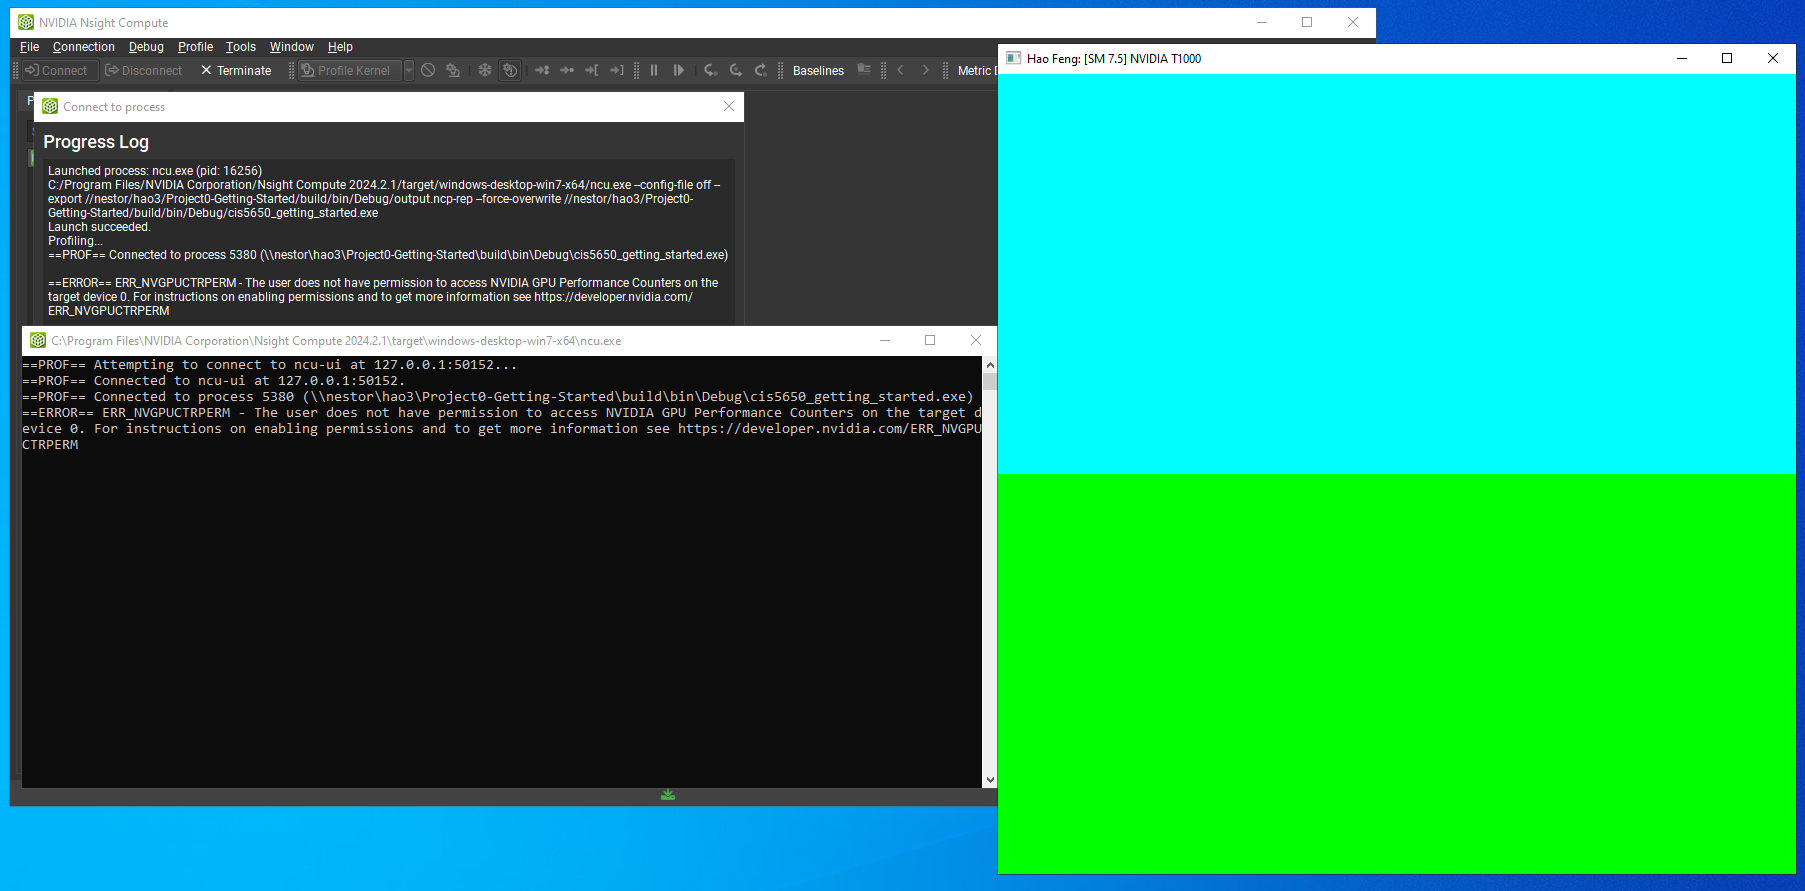 NVIDIA Nsight Compute
File Connection Debug Profile Tools Window Help
Connect Disconnect Terminate Profile Kernel Baselines Metric
Connect to process
Progress Log
Launched process: ncu.exe (pid: 16256)
C:/Program Files/NVIDIA Corporation/Nsight Compute 2024.2.1/target/windows-desktop-win7-x64/ncu.exe --config-file off --
export //nestor/hao3/Project0-Getting-Started/build/bin/Debug/output.ncp-rep --force-overwrite //nestor/hao3/Project0-
Getting-Started/build/bin/Debug/cis5650_getting_started.exe
Launch succeeded.
Profiling...
==PROF== Connected to process 5380 (\\nestor\hao3\Project0-Getting-Started\build\bin\Debug\cis5650_getting_started.exe)
==ERROR== ERR_NVGPUCTRPERM - The user does not have permission to access NVIDIA GPU Performance Counters on the
target device 0. For instructions on enabling permissions and to get more information see https://developer.nvidia.com/
ERR_NVGPUCTRPERM
C:\Program Files\NVIDIA Corporation\Nsight Compute 2024.2.1\target\windows-desktop-win7-x64\ncu.exe
==PROF== Attempting to connect to ncu-ui at 127.0.0.1:50152...
==PROF== Connected to ncu-ui at 127.0.0.1:50152.
==PROF== Connected to process 5380 (\\nestor\hao3\Project0-Getting-Started\build\bin\Debug\cis5650_getting_started.exe)
==ERROR== ERR_NVGPUCTRPERM - The user does not have permission to access NVIDIA GPU Performance Counters on the target d
evice 0. For instructions on enabling permissions and to get more information see https://developer.nvidia.com/ERR_NVGPU
CTRPERM
Hao Feng: [SM 7.5] NVIDIA T1000